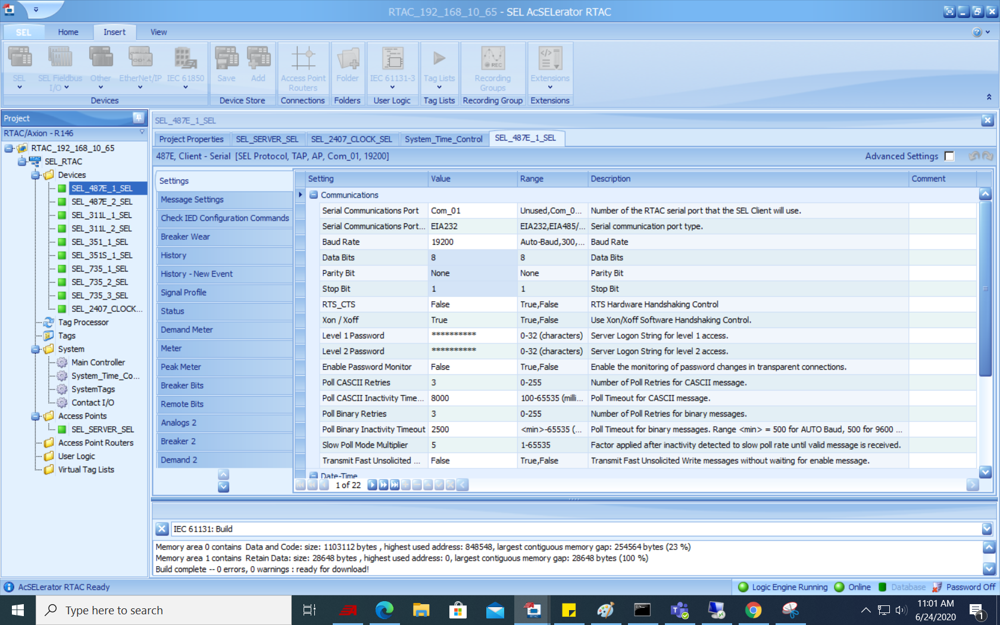 RTAC_192_168_10_65 - SEL AcSELerator RTAC
SEL Home Insert View
SEL
SEL Fieldbus I/O
Other
EtherNet/IP
IEC 61850
Devices
Save
Add
Device Store
Access Point Routers
Connections
Folder
Folders
IEC 61131-3
User Logic
Tag Lists
Tag Lists
REC
Recording Groups
Recording Group
Extensions
Extensions
Project
RTAC/Axion - R146
RTAC_192_168_10_65
SEL_RTAC
Devices
SEL_487E_1_SEL
SEL_487E_2_SEL
SEL_311L_1_SEL
SEL_311L_2_SEL
SEL_351_1_SEL
SEL_351S_1_SEL
SEL_735_1_SEL
SEL_735_2_SEL
SEL_735_3_SEL
SEL_2407_CLOCK...
Tag Processor
Tags
System
Main Controller
System_Time_Co...
SystemTags
Contact I/O
Access Points
SEL_SERVER_SEL
Access Point Routers
User Logic
Virtual Tag Lists
SEL_487E_1_SEL
Project Properties SEL_SERVER_SEL SEL_2407_CLOCK_SEL System_Time_Control SEL_487E_1_SEL
487E, Client - Serial [SEL Protocol, TAP, AP, Com_01, 19200] Advanced Settings
Settings
Message Settings
Check IED Configuration Commands
Breaker Wear
History
History - New Event
Signal Profile
Status
Demand Meter
Meter
Peak Meter
Breaker Bits
Remote Bits
Analogs 2
Breaker 2
Demand 2
Setting Value Range Description Comment
Communications
Serial Communications Port Com_01 Unused,Com_0... Number of the RTAC serial port that the SEL Client will use.
Serial Communications Port... EIA232 EIA232,EIA485/... Serial communication port type.
Baud Rate 19200 Auto-Baud,300,... Baud Rate
Data Bits 8 8 Data Bits
Parity Bit None None Parity Bit
Stop Bit 1 1 Stop Bit
RTS_CTS False True,False RTS Hardware Handshaking Control
Xon / Xoff True True,False Use Xon/Xoff Software Handshaking Control.
Level 1 Password ********** 0-32 (characters) Server Logon String for level 1 access.
Level 2 Password ********** 0-32 (characters) Server Logon String for level 2 access.
Enable Password Monitor False True,False Enable the monitoring of password changes in transparent connections.
Poll CASCII Retries 3 0-255 Number of Poll Retries for CASCII message.
Poll CASCII Inactivity Time... 8000 100-65535 (milli... Poll Timeout for CASCII message.
Poll Binary Retries 3 0-255 Number of Poll Retries for binary messages.
Poll Binary Inactivity Timeout 2500 <min>-65535 (... Poll Timeout for binary messages. Range <min> = 500 for AUTO Baud, 500 for 9600 ...
Slow Poll Mode Multiplier 5 1-65535 Factor applied after inactivity detected to slow poll rate until valid message is received.
Transmit Fast Unsolicited ... False True,False Transmit Fast Unsolicited Write messages without waiting for enable message.
Date-Time
1 of 22
IEC 61131: Build
Memory area 0 contains Data and Code: size: 1103112 bytes , highest used address: 848548, largest contiguous memory gap: 254564 bytes (23 %)
Memory area 1 contains Retain Data: size: 28648 bytes , highest used address: 0, largest contiguous memory gap: 28648 bytes (100 %)
Build complete -- 0 errors, 0 warnings : ready for download!
AcSELerator RTAC Ready Logic Engine Running Online Database Password Off
Type here to search
11:01 AM
6/24/2020
1